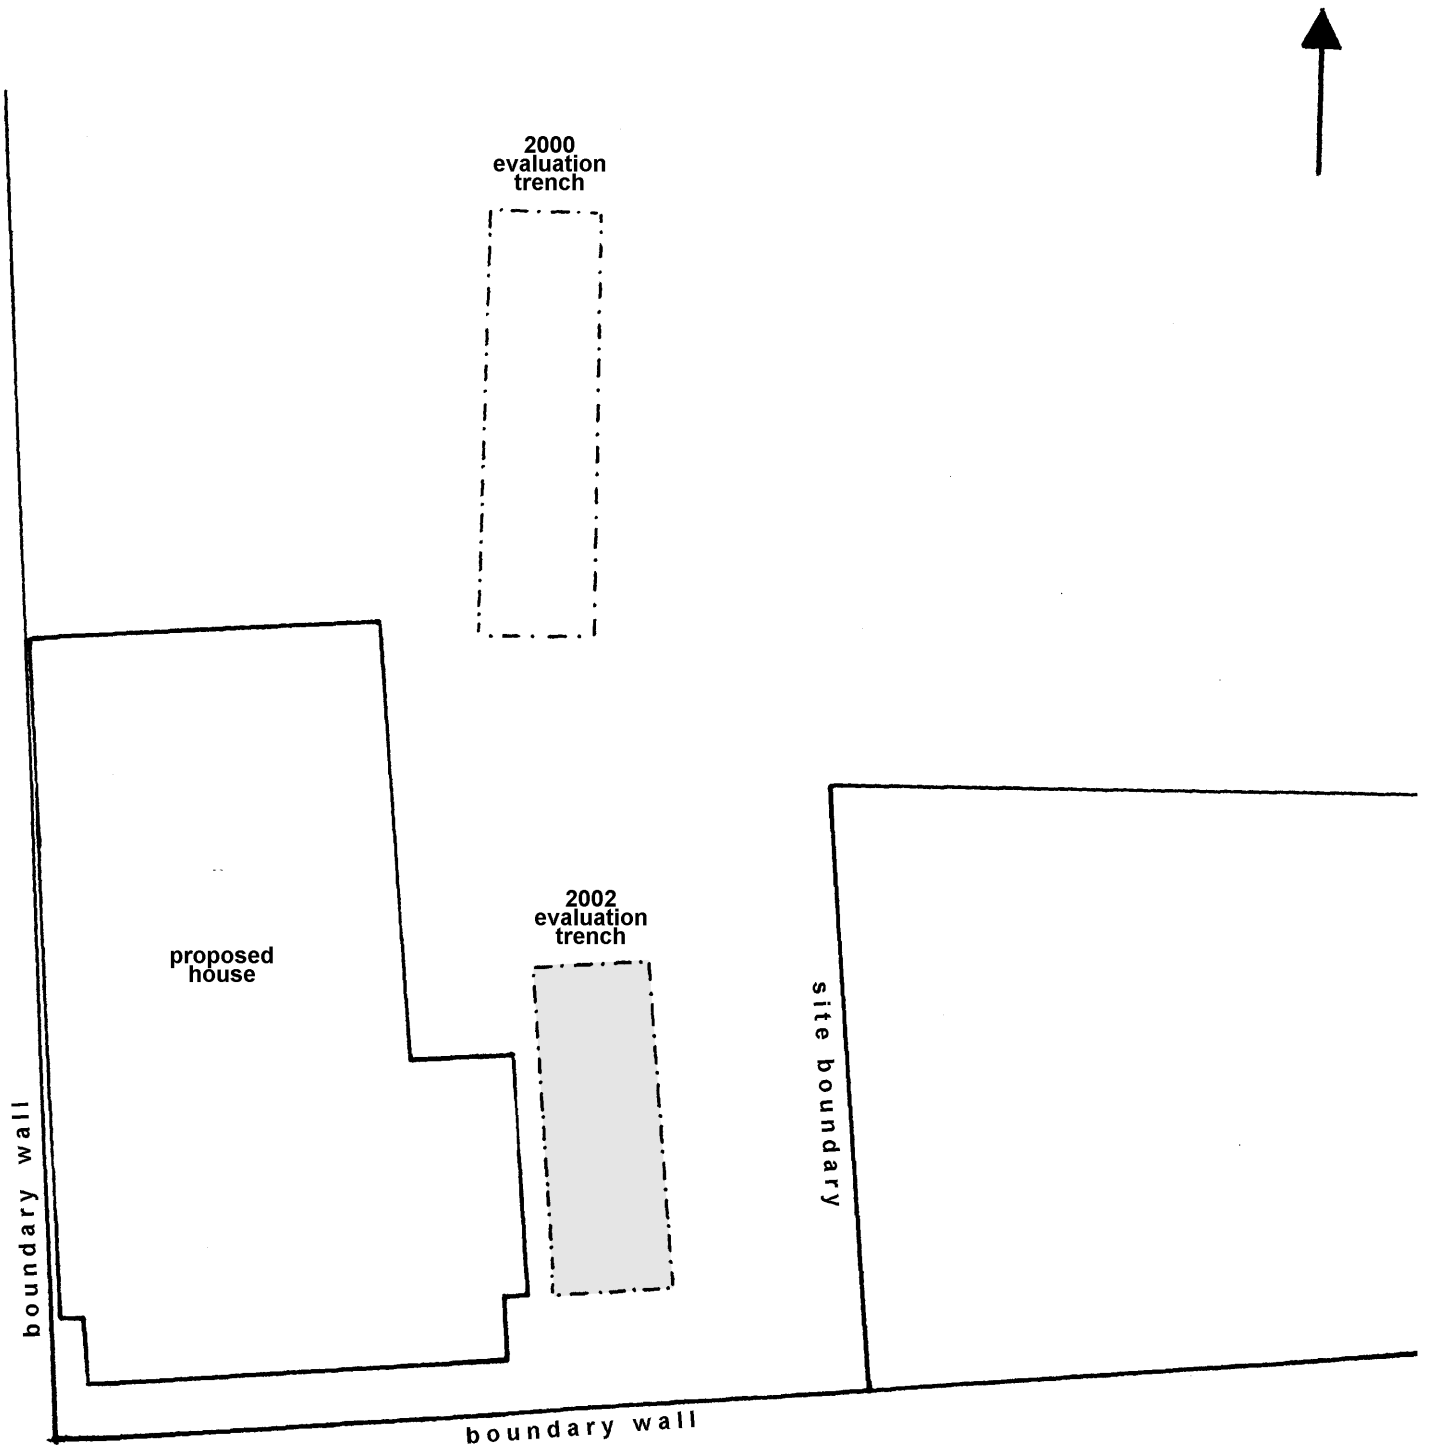 2000
evaluation
trench
2002
evaluation
trench
proposed
house
site boundary
boundary wall
boundary wall